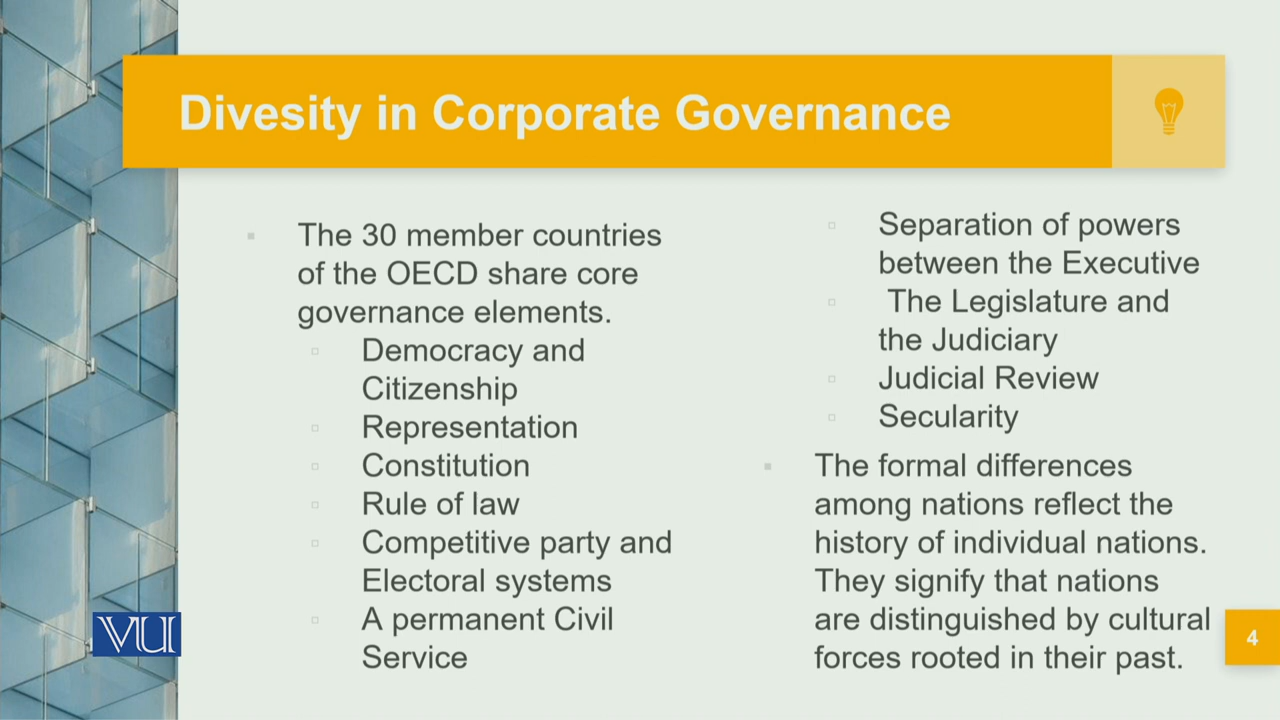 Divesity in Corporate Governance
The 30 member countries
of the OECD share core
governance elements.
Democracy and
Citizenship
Representation
Constitution
Rule of law
Competitive party and
Electoral systems
A permanent Civil
Service
Separation of powers
between the Executive
The Legislature and
the Judiciary
Judicial Review
Secularity
The formal differences
among nations reflect the
history of individual nations.
They signify that nations
are distinguished by cultural
forces rooted in their past.
VU
4